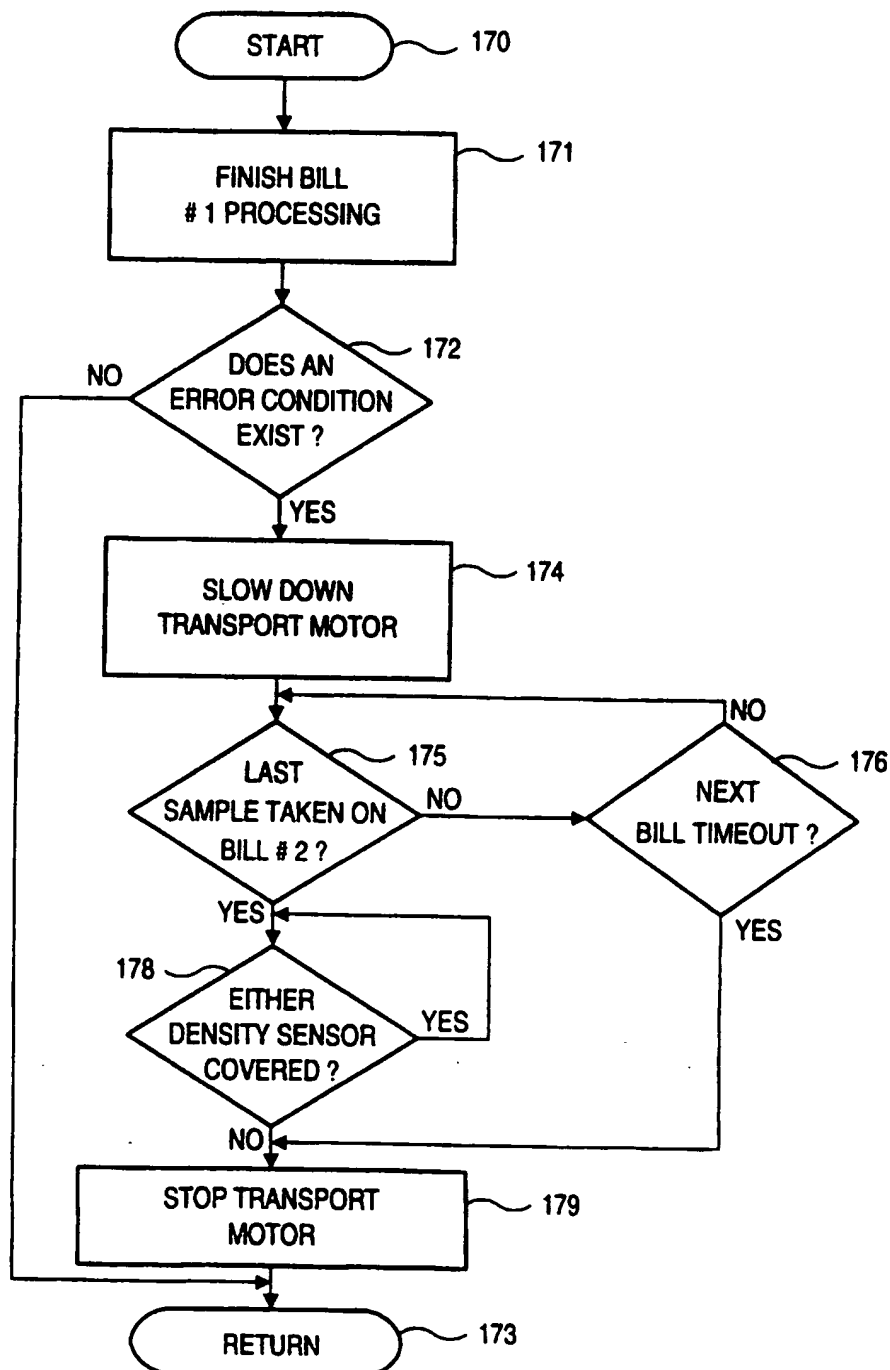 START
170
171
FINISH BILL
# 1 PROCESSING
172
NO
DOES AN
ERROR CONDITION
EXIST ?
YES
174
SLOW DOWN
TRANSPORT MOTOR
NO
175
176
LAST
SAMPLE TAKEN ON
BILL # 2 ?
NO
NEXT
BILL TIMEOUT ?
YES
YES
178
EITHER
DENSITY SENSOR
COVERED ?
YES
NO
STOP TRANSPORT
MOTOR
179
RETURN
173